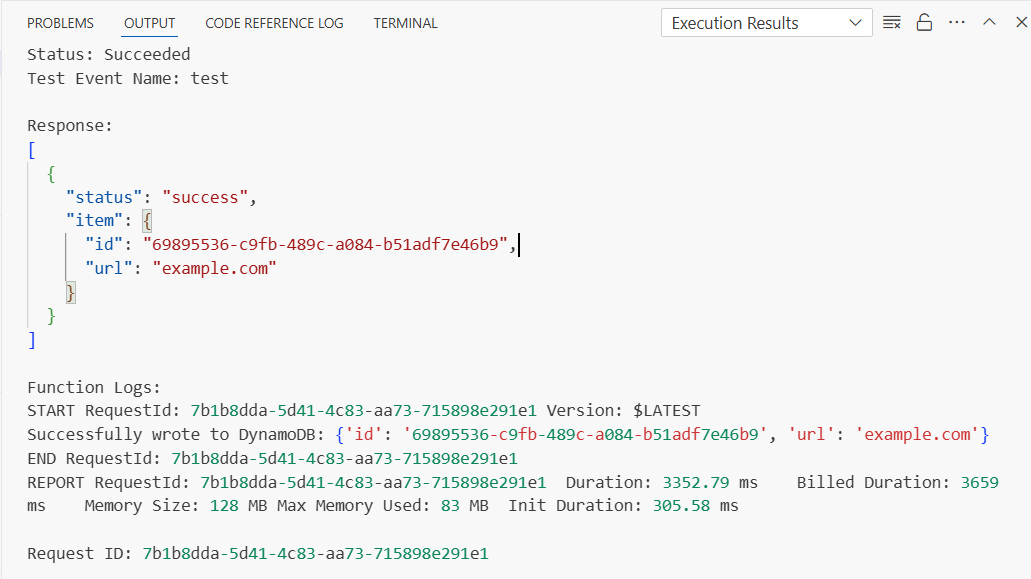 PROBLEMS OUTPUT CODE REFERENCE LOG TERMINAL Execution Results
Status: Succeeded
Test Event Name: test
Response:
[
{
"status": "success",
"item": {
"id": "69895536-c9fb-489c-a084-b51adf7e46b9",
"url": "example.com"
}
}
]
Function Logs:
START RequestId: 7b1b8dda-5d41-4c83-aa73-715898e291e1 Version: $LATEST
Successfully wrote to DynamoDB: {'id': '69895536-c9fb-489c-a084-b51adf7e46b9', 'url': 'example.com'}
END RequestId: 7b1b8dda-5d41-4c83-aa73-715898e291e1
REPORT RequestId: 7b1b8dda-5d41-4c83-aa73-715898e291e1 Duration: 3352.79 ms Billed Duration: 3659
ms Memory Size: 128 MB Max Memory Used: 83 MB Init Duration: 305.58 ms
Request ID: 7b1b8dda-5d41-4c83-aa73-715898e291e1